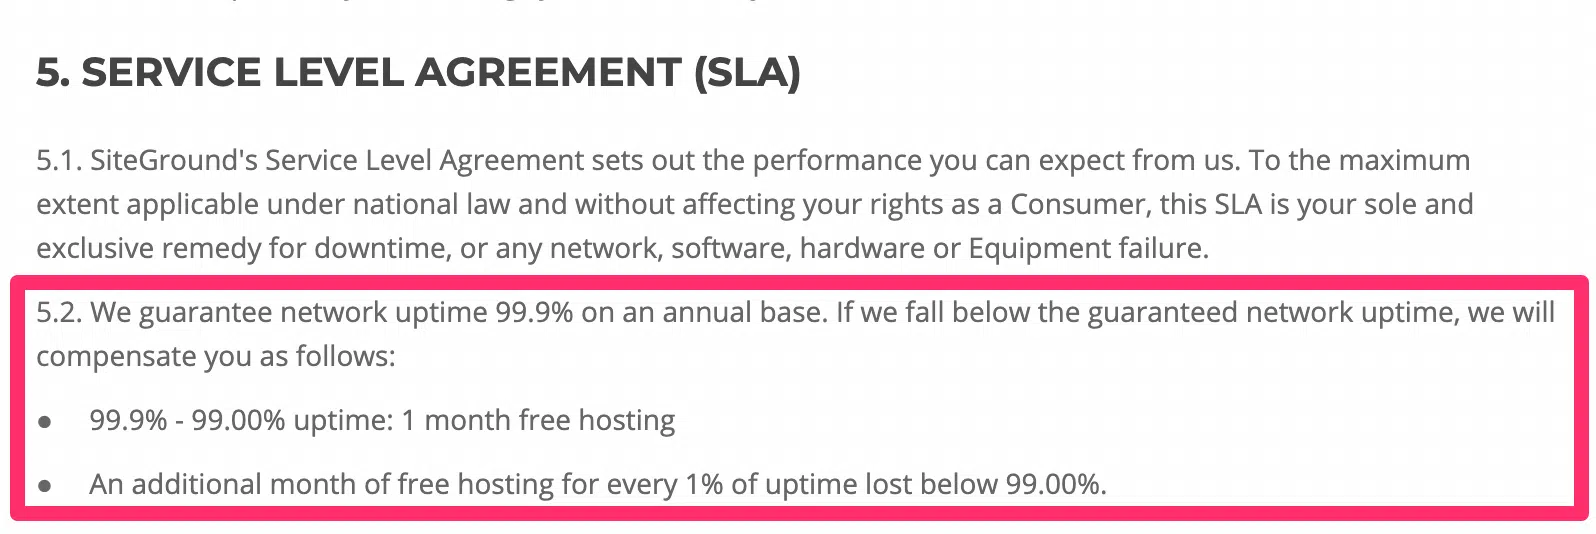 5. SERVICE LEVEL AGREEMENT (SLA)
5.1. SiteGround's Service Level Agreement sets out the performance you can expect from us. To the maximum
extent applicable under national law and without affecting your rights as a Consumer, this SLA is your sole and
exclusive remedy for downtime, or any network, software, hardware or Equipment failure.
5.2. We guarantee network uptime 99.9% on an annual base. If we fall below the guaranteed network uptime, we will
compensate you as follows:
● 99.9% - 99.00% uptime: 1 month free hosting
● An additional month of free hosting for every 1% of uptime lost below 99.00%.